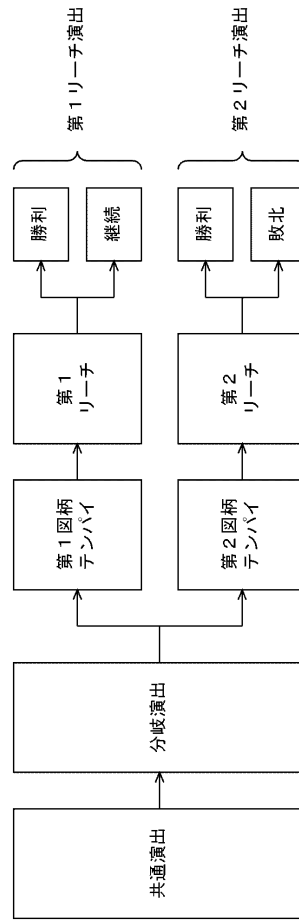 共通演出
分岐演出
第1図柄
テンパイ
第1
リーチ
勝利
継続
第1リーチ演出
第2図柄
テンパイ
第2
リーチ
勝利
敗北
第2リーチ演出